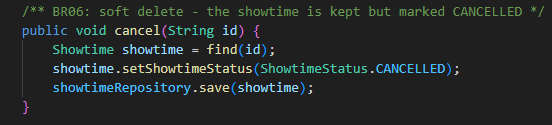 /** BR06: soft delete - the showtime is kept but marked CANCELLED */
public void cancel(String id) {
    Showtime showtime = find(id);
    showtime.setShowtimeStatus(ShowtimeStatus.CANCELLED);
    showtimeRepository.save(showtime);
}